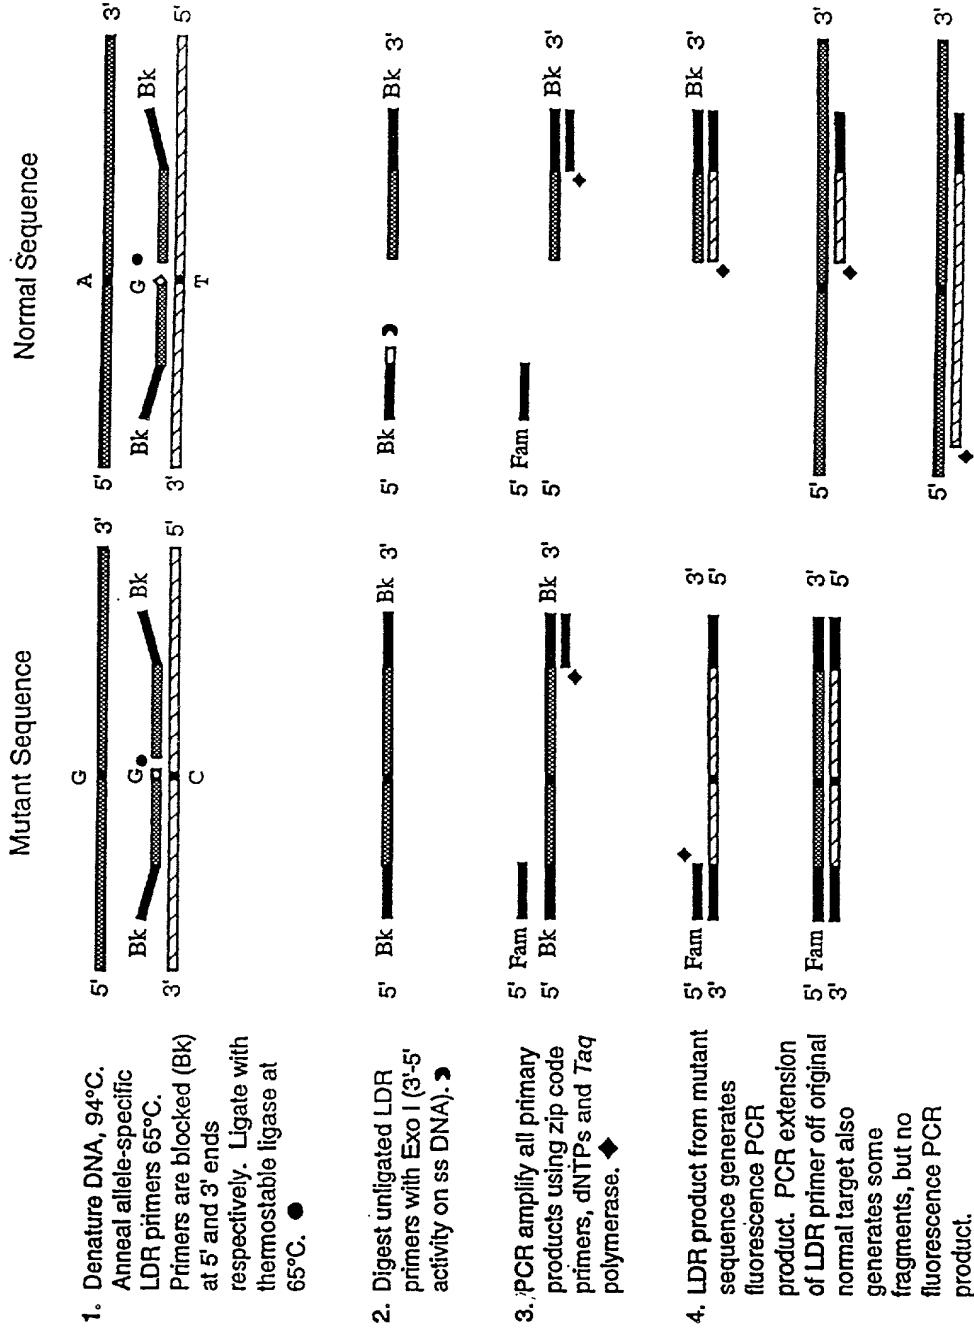 Mutant Sequence
Normal Sequence
1. Denature DNA, 94°C.
Anneal allele-specific
LDR primers 65°C.
Primers are blocked (Bk)
at 5' and 3' ends
respectively. Ligate with
thermostable ligase at
65°C. ●
5' 3'
G
Bk G Bk
3' 5'
C
5' 3'
A
Bk G Bk
3' 5'
T
2. Digest unligated LDR
primers with Exo I (3'-5'
activity on ss DNA).
5' Bk Bk 3'
5' Bk Bk 3'
3. PCR amplify all primary
products using zip code
primers, dNTPs and Taq
polymerase. ◆
5' Fam
5' Bk Bk 3'
5' Fam
5' Bk 3'
4. LDR product from mutant
sequence generates
fluorescence PCR
product. PCR extension
of LDR primer off original
normal target also
generates some
fragments, but no
fluorescence PCR
product.
5' Fam 3'
3' 5'
5' Fam 3'
3' 5'
Bk 3'
5' 3'
5' 3'